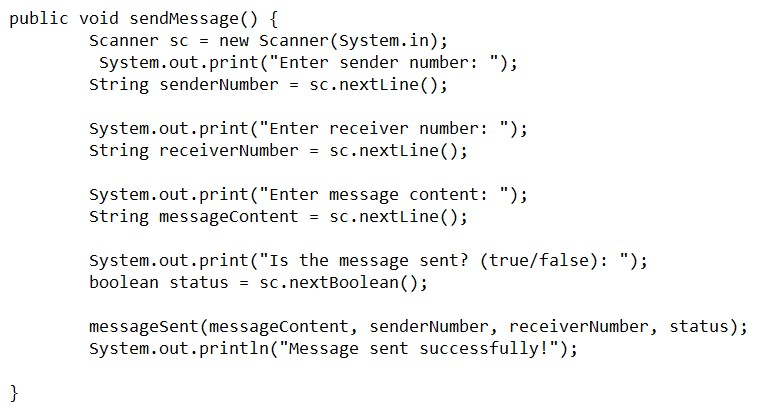 public void sendMessage() {
        Scanner sc = new Scanner(System.in);
         System.out.print("Enter sender number: ");
        String senderNumber = sc.nextLine();

        System.out.print("Enter receiver number: ");
        String receiverNumber = sc.nextLine();

        System.out.print("Enter message content: ");
        String messageContent = sc.nextLine();

        System.out.print("Is the message sent? (true/false): ");
        boolean status = sc.nextBoolean();

        messageSent(messageContent, senderNumber, receiverNumber, status);
        System.out.println("Message sent successfully!");

}